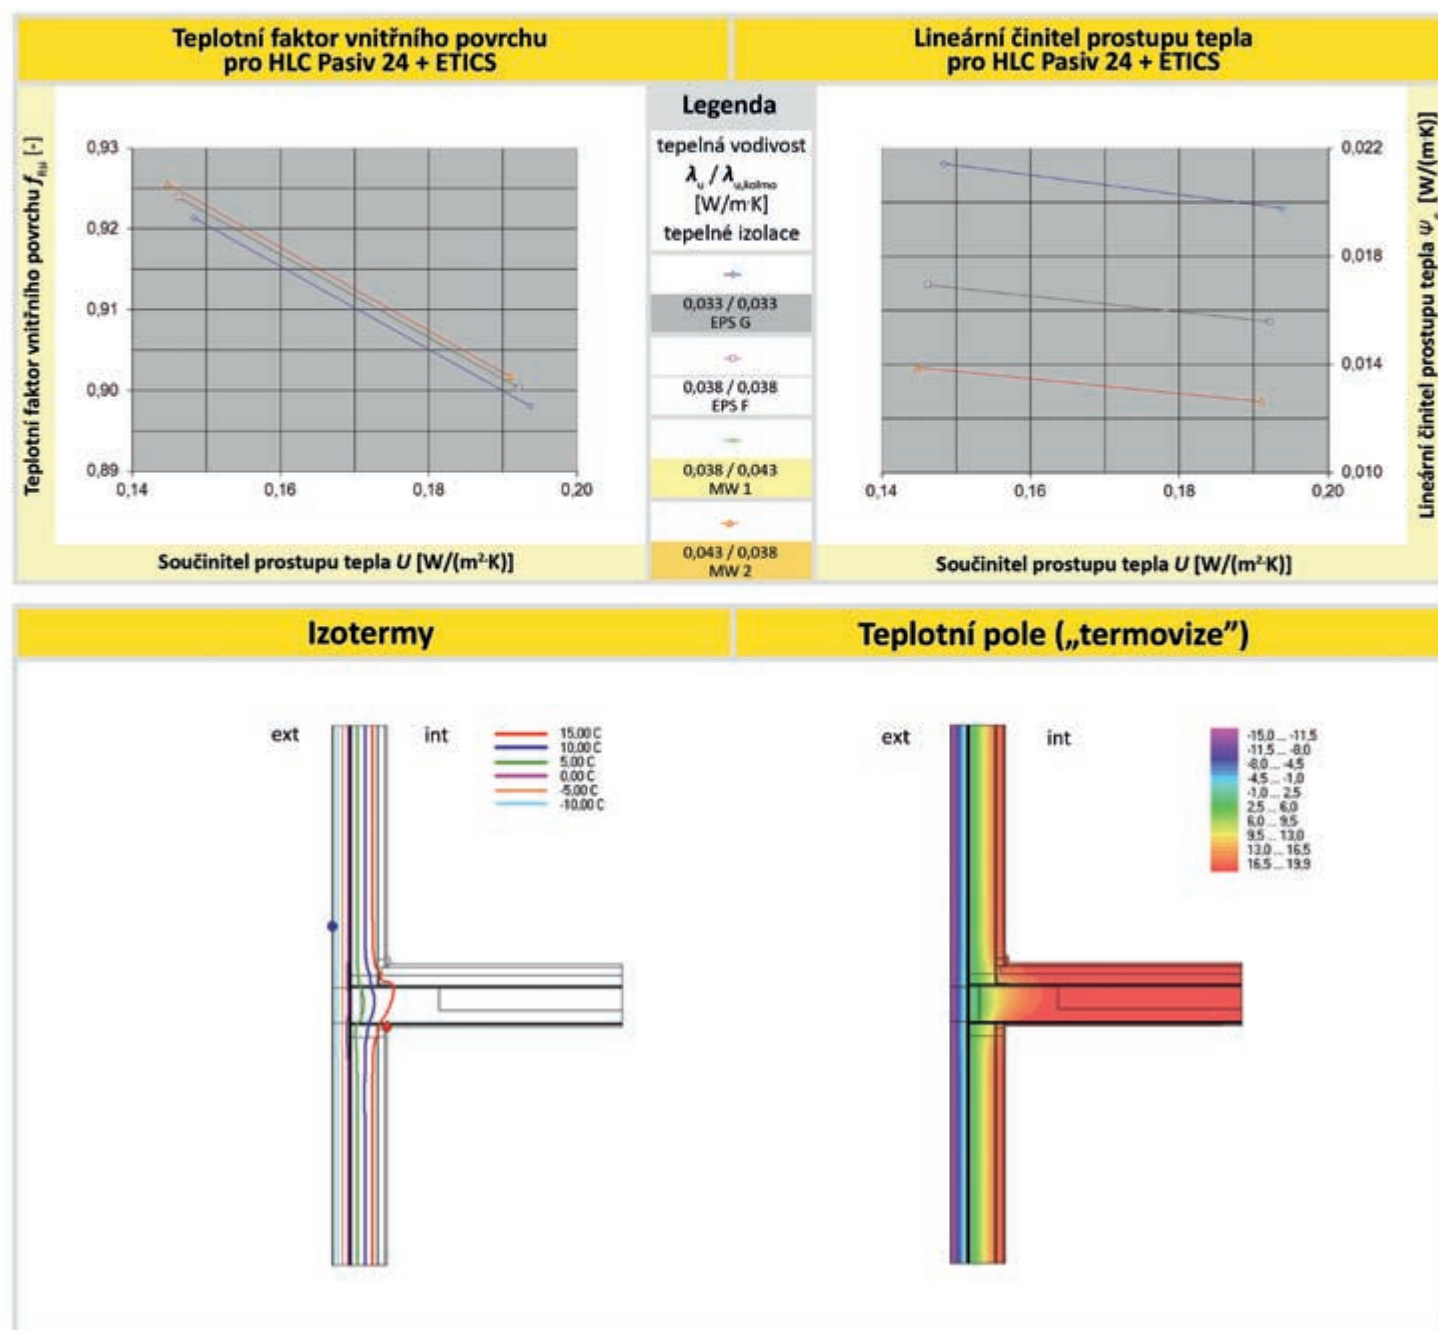 Teplotní faktor vnitřního povrchu
pro HLC Pasiv 24 + ETICS
Lineární činitel prostupu tepla
pro HLC Pasiv 24 + ETICS
Teplotní faktor vnitřního povrchu f Rsi [-]
0,93
0,92
0,91
0,90
0,89
0,14
0,16
0,18
0,20
Součinitel prostupu tepla U [W/(m²·K)]
Legenda
tepelná vodivost
λu / λu,kolmo
[W/m·K]
tepelné izolace
0,033 / 0,033
EPS G
0,038 / 0,038
EPS F
0,038 / 0,043
MW 1
0,043 / 0,038
MW 2
0,022
0,018
0,014
0,010
0,14
0,16
0,18
0,20
Lineární činitel prostupu tepla Ψ [W/(m·K)]
Součinitel prostupu tepla U [W/(m²·K)]
Izotermy
Teplotní pole („termovize”)
ext
int
15,00 C
10,00 C
5,00 C
0,00 C
-5,00 C
-10,00 C
ext
int
-15,0 ... -11,5
-11,5 ... -8,0
-8,0 ... -4,5
-4,5 ... -1,0
-1,0 ... 2,5
2,5 ... 6,0
6,0 ... 9,5
9,5 ... 13,0
13,0 ... 16,5
16,5 ... 19,9